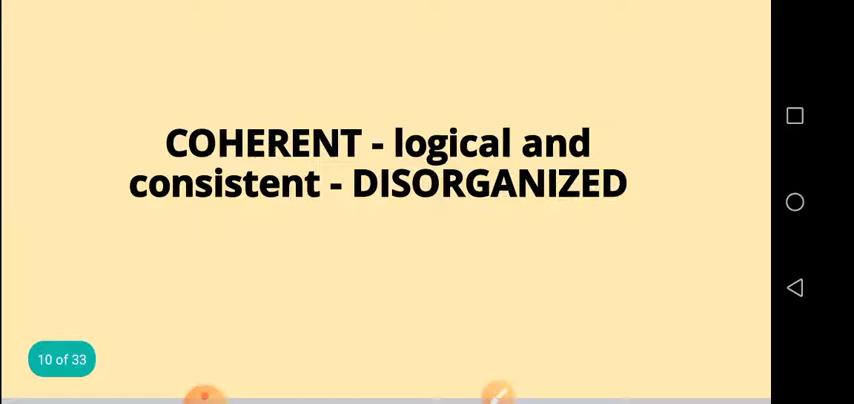 COHERENT - logical and
consistent - DISORGANIZED
10 of 33